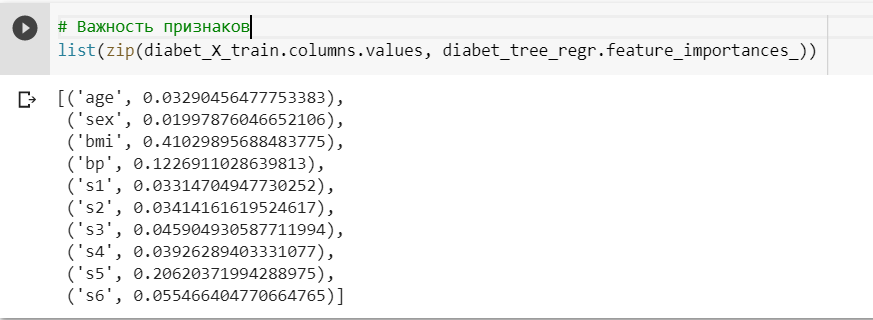 # Важность признаков
list(zip(diabet_X_train.columns.values, diabet_tree_regr.feature_importances_))
[('age', 0.03290456477753383),
('sex', 0.01997876046652106),
('bmi', 0.41029895688483775),
('bp', 0.1226911028639813),
('s1', 0.03314704947730252),
('s2', 0.03414161619524617),
('s3', 0.045904930587711994),
('s4', 0.03926289403331077),
('s5', 0.20620371994288975),
('s6', 0.055466404770664765)]